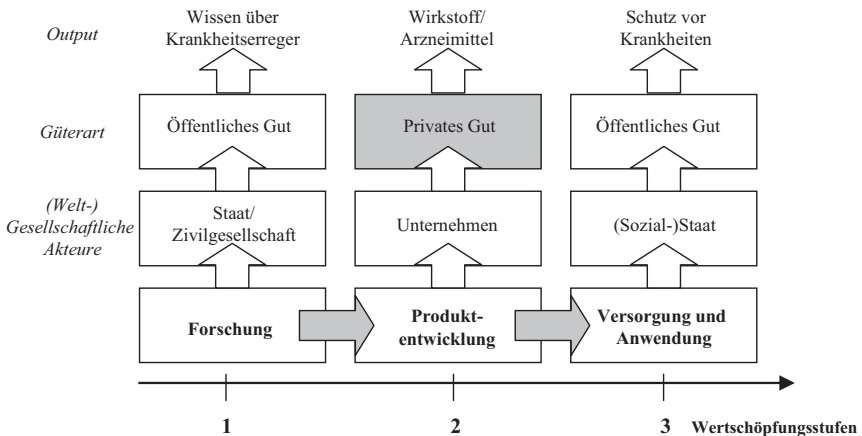 Output
Wissen über
Krankheitserreger
Wirkstoff/
Arzneimittel
Schutz vor
Krankheiten
Güterart
Öffentliches Gut
Privates Gut
Öffentliches Gut
(Welt-)
Gesellschaftliche
Akteure
Staat/
Zivilgesellschaft
Unternehmen
(Sozial-)Staat
Forschung
Produkt-
entwicklung
Versorgung und
Anwendung
1
2
3
Wertschöpfungsstufen